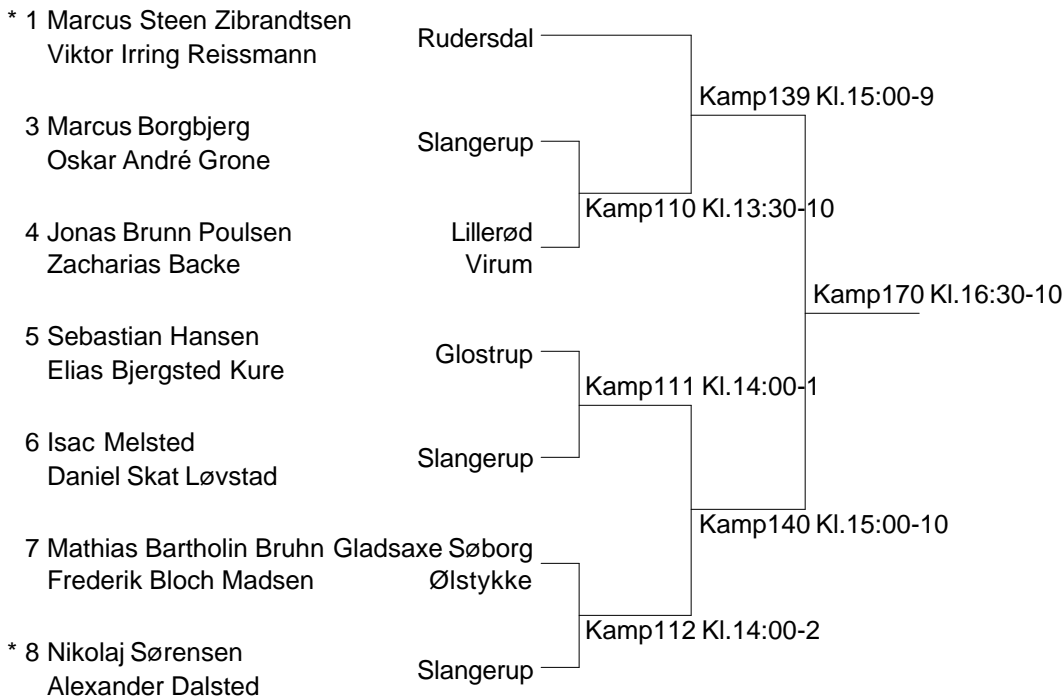 * 1 Marcus Steen Zibrandtsen
Viktor Irring Reissmann
Rudersdal
Kamp139 Kl.15:00-9
3 Marcus Borgbjerg
Oskar André Grone
Slangerup
Kamp110 Kl.13:30-10
4 Jonas Brunn Poulsen
Zacharias Backe
Lillerød
Virum
Kamp170 Kl.16:30-10
5 Sebastian Hansen
Elias Bjergsted Kure
Glostrup
Kamp111 Kl.14:00-1
6 Isac Melsted
Daniel Skat Løvstad
Slangerup
Kamp140 Kl.15:00-10
7 Mathias Bartholin Bruhn Gladsaxe Søborg
Frederik Bloch Madsen Ølstykke
Kamp112 Kl.14:00-2
* 8 Nikolaj Sørensen
Alexander Dalsted
Slangerup